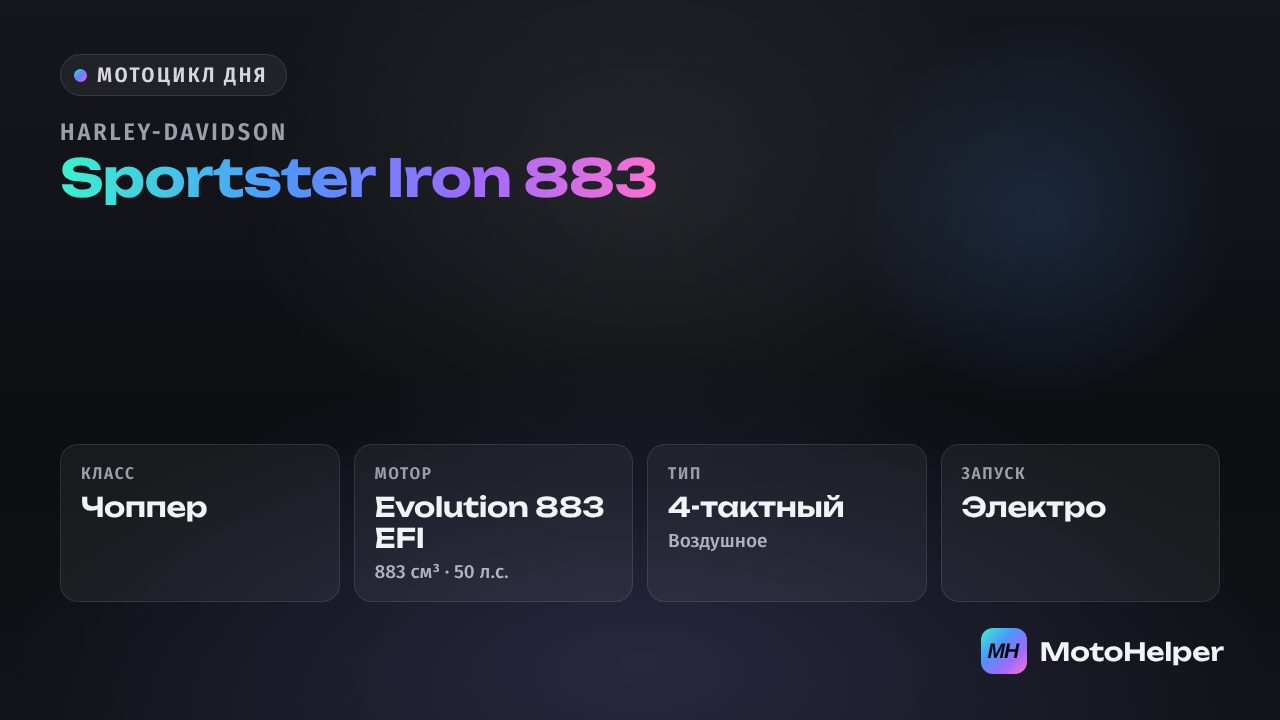 МОТОЦИКЛ ДНЯ
HARLEY-DAVIDSON
Sportster Iron 883
КЛАСС
Чоппер
МОТОР
Evolution 883
EFI
883 см³ · 50 л.с.
ТИП
4-тактный
Воздушное
ЗАПУСК
Электро
MH MotoHelper